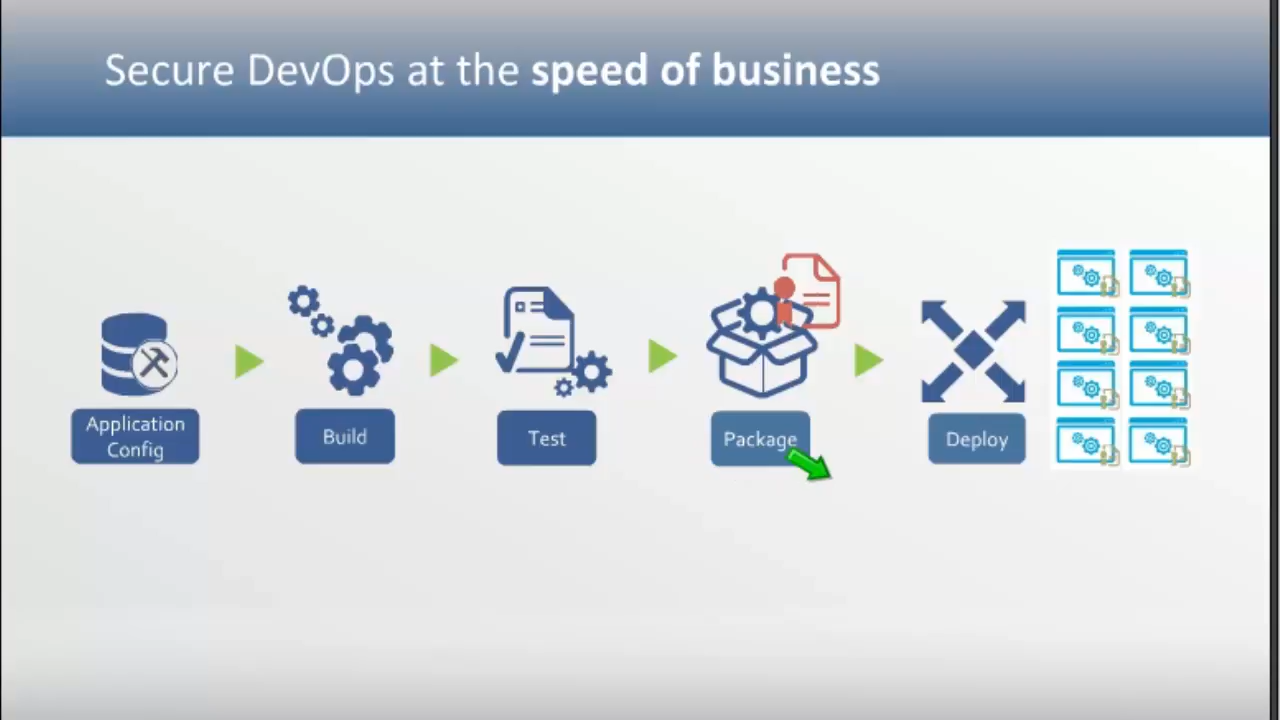 Secure DevOps at the speed of business
Application
Config
Build
Test
Package
Deploy